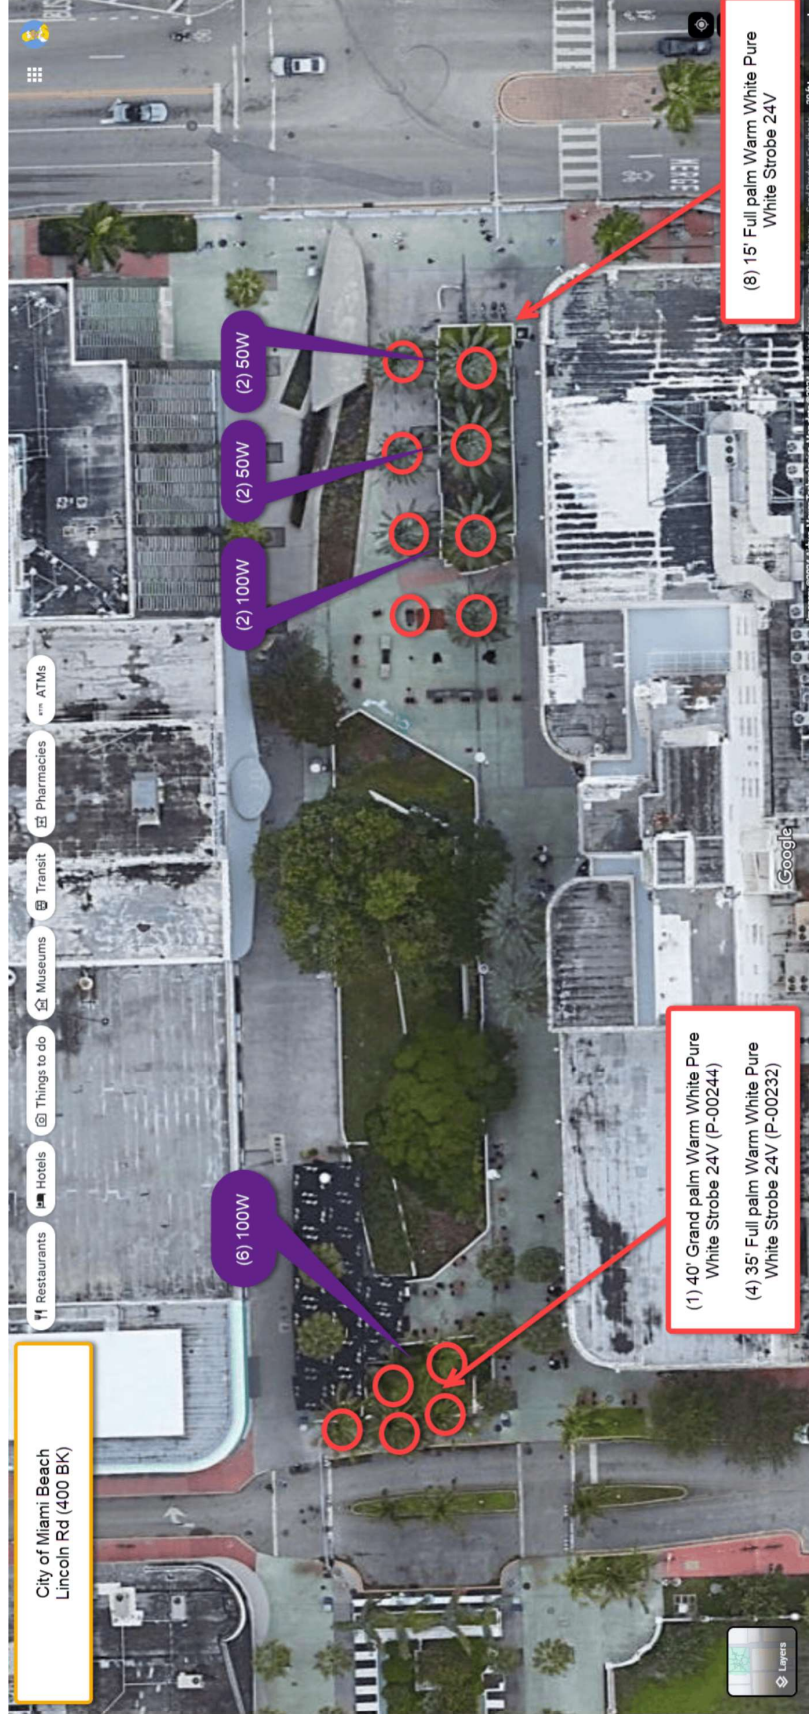 City of Miami Beach
Lincoln Rd (400 BK)
Restaurants
Hotels
Things to do
Museums
Transit
Pharmacies
ATMs
(6) 100W
(2) 100W
(2) 50W
(2) 50W
(1) 40' Grand palm Warm White Pure
White Strobe 24V (P-00244)
(4) 35' Full palm Warm White Pure
White Strobe 24V (P-00232)
(8) 15' Full palm Warm White Pure
White Strobe 24V
MERGE
BUS
Layers
Google